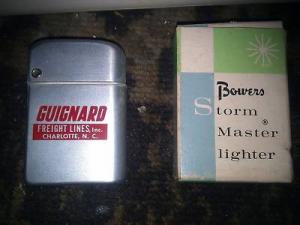 GUIGNARD
FREIGHT LINES, Inc.
CHARLOTTE, N. C.
Bowers
Storm
Master®
lighter